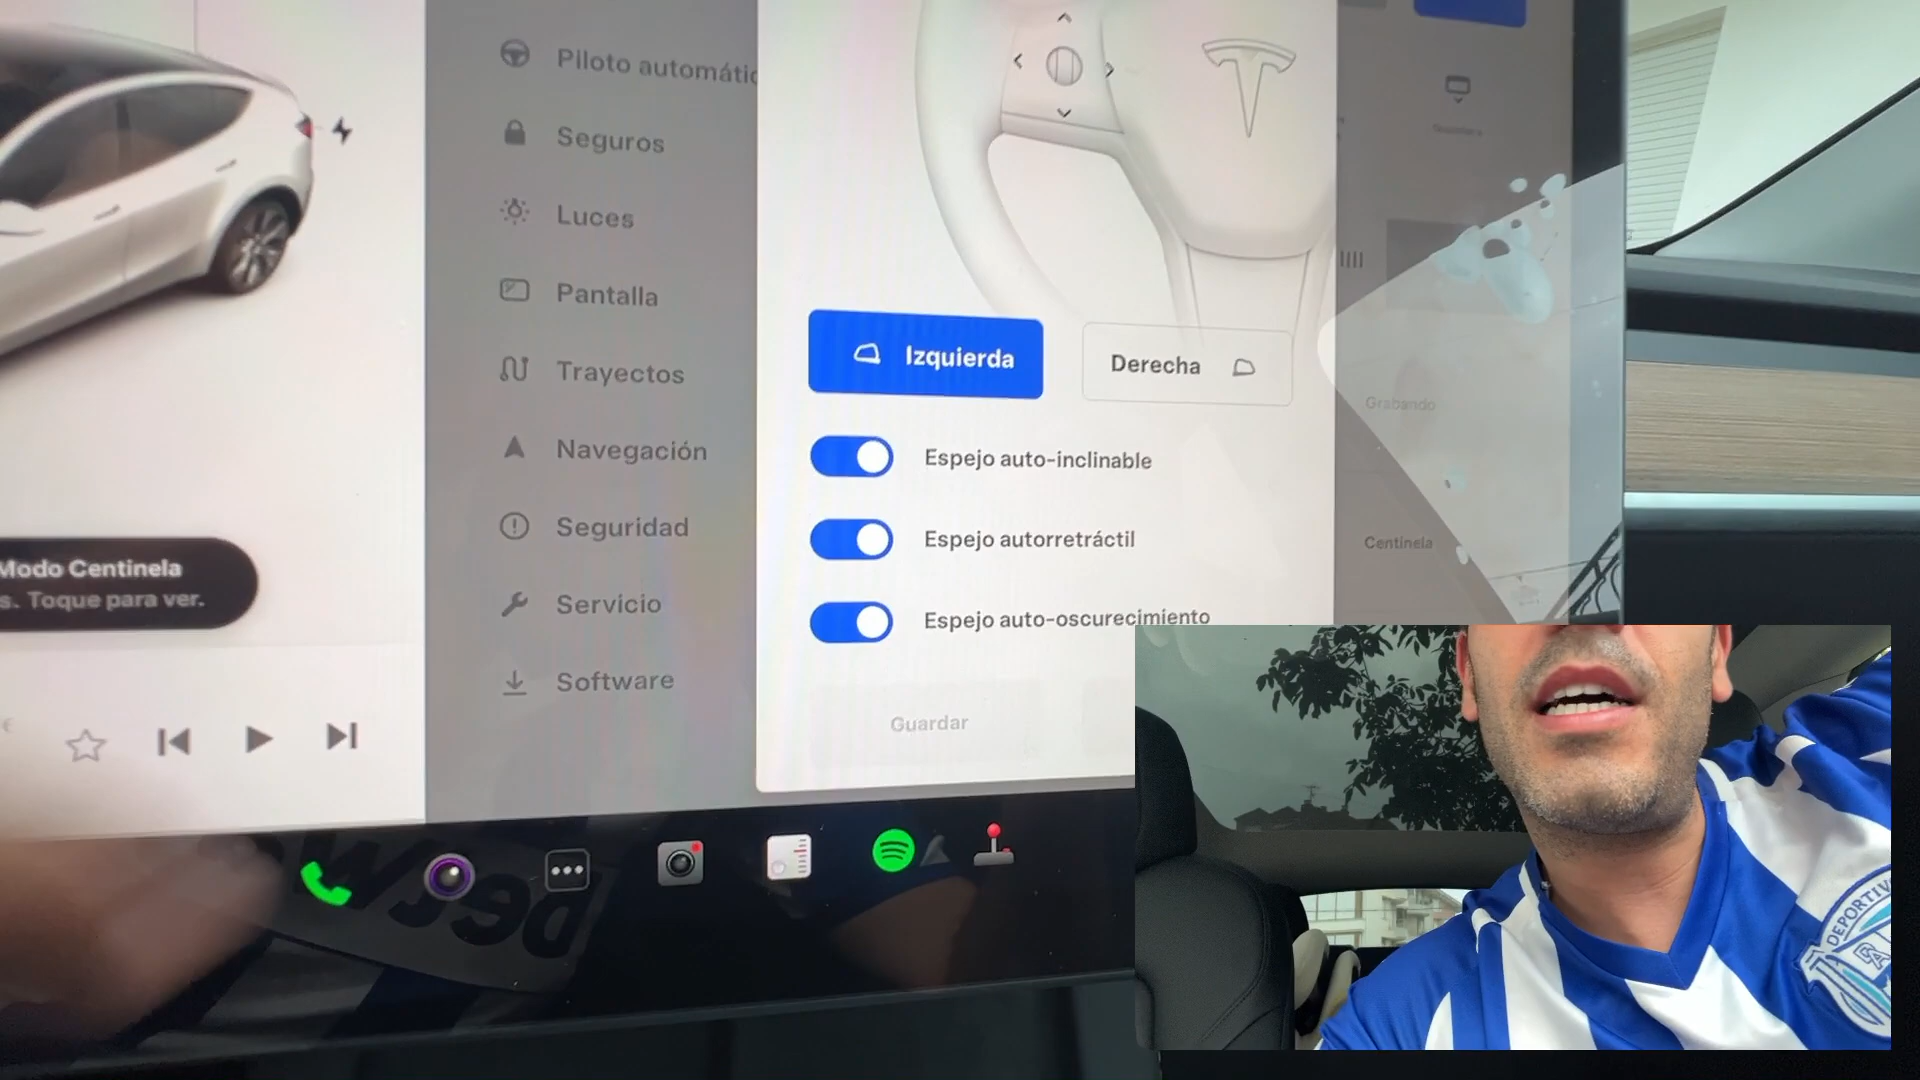 Piloto automátic
Seguros
Luces
Pantalla
Trayectos
Navegación
Seguridad
Servicio
Software
Modo Centinela
s. Toque para ver.
Izquierda
Derecha
Espejo auto-inclinable
Espejo autorretráctil
Espejo auto-oscurecimiento
Guardar
Grabando
Centinela
DEPORTIV